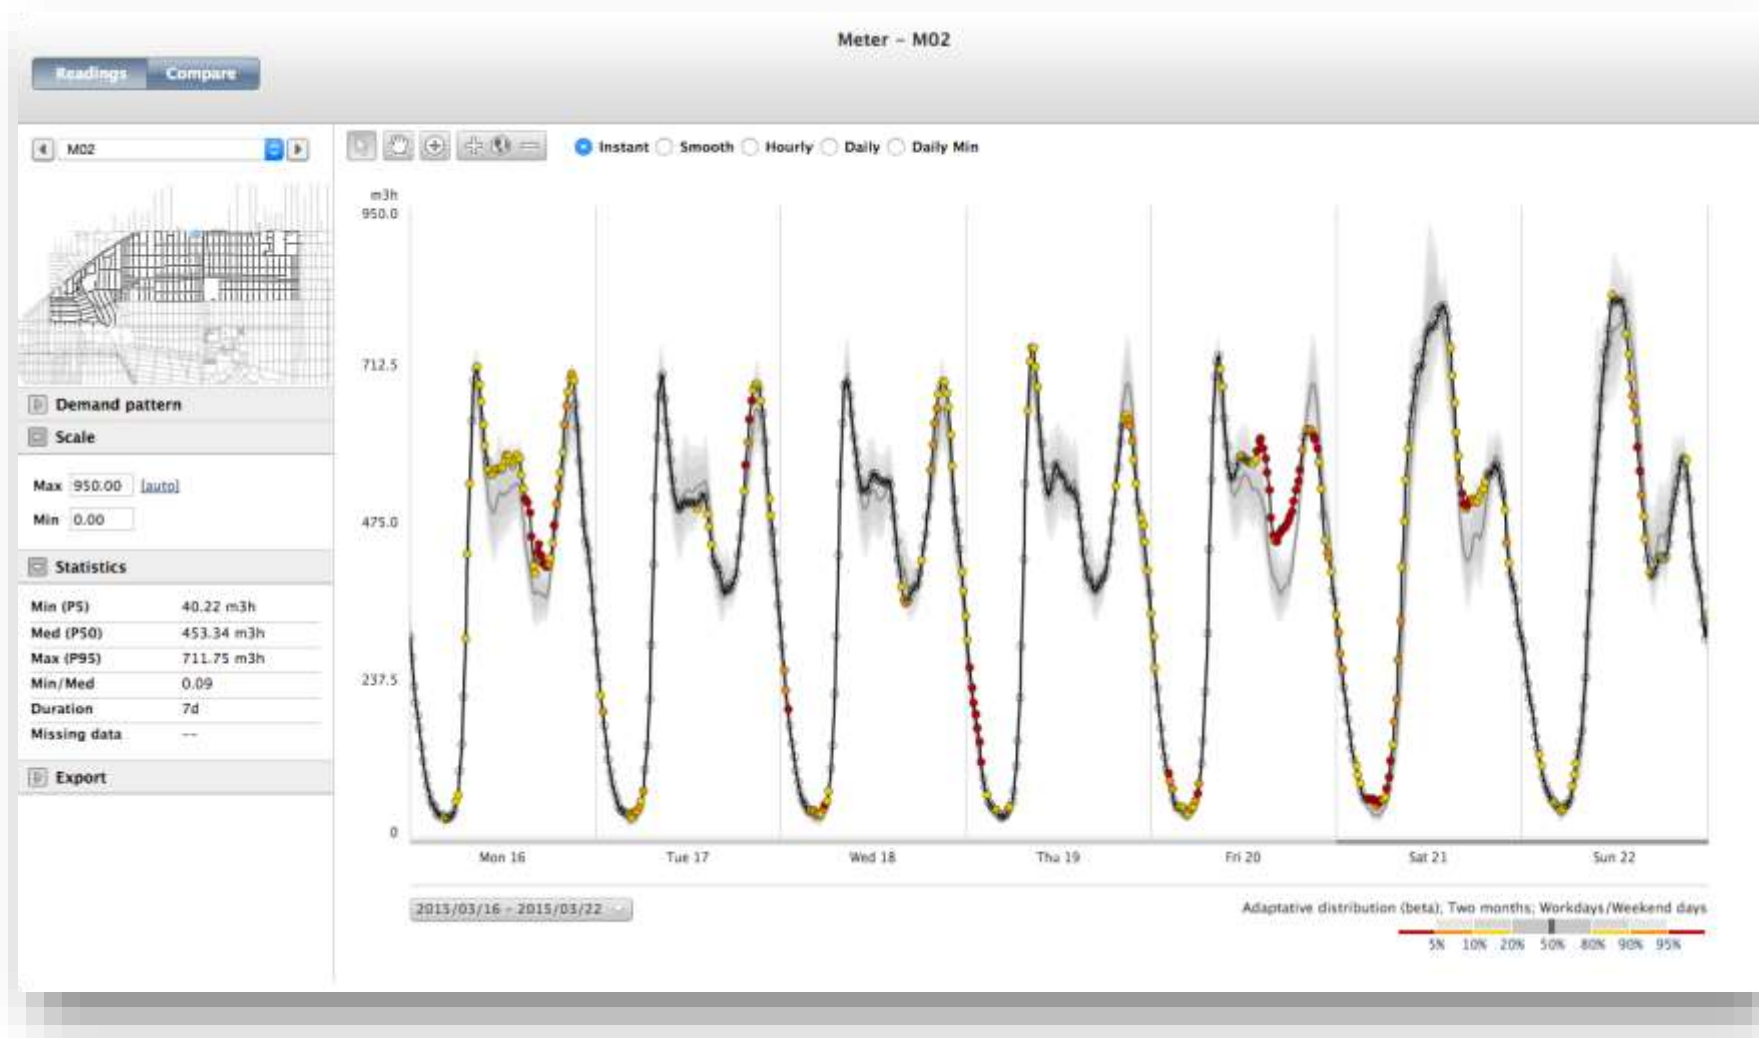 Meter - M02
Readings Compare
M02
Instant Smooth Hourly Daily Daily Min
m3h
950.0
712.5
475.0
237.5
0
Mon 16 Tue 17 Wed 18 Thu 19 Fri 20 Sat 21 Sun 22
Demand pattern
Scale
Max 950.00 [auto]
Min 0.00
Statistics
Min (P5) 40.22 m3h
Med (P50) 453.34 m3h
Max (P95) 711.75 m3h
Min/Med 0.09
Duration 7d
Missing data --
Export
2015/03/16 - 2015/03/22
Adaptative distribution (beta); Two months; Workdays/Weekend days
5% 10% 20% 50% 80% 90% 95%